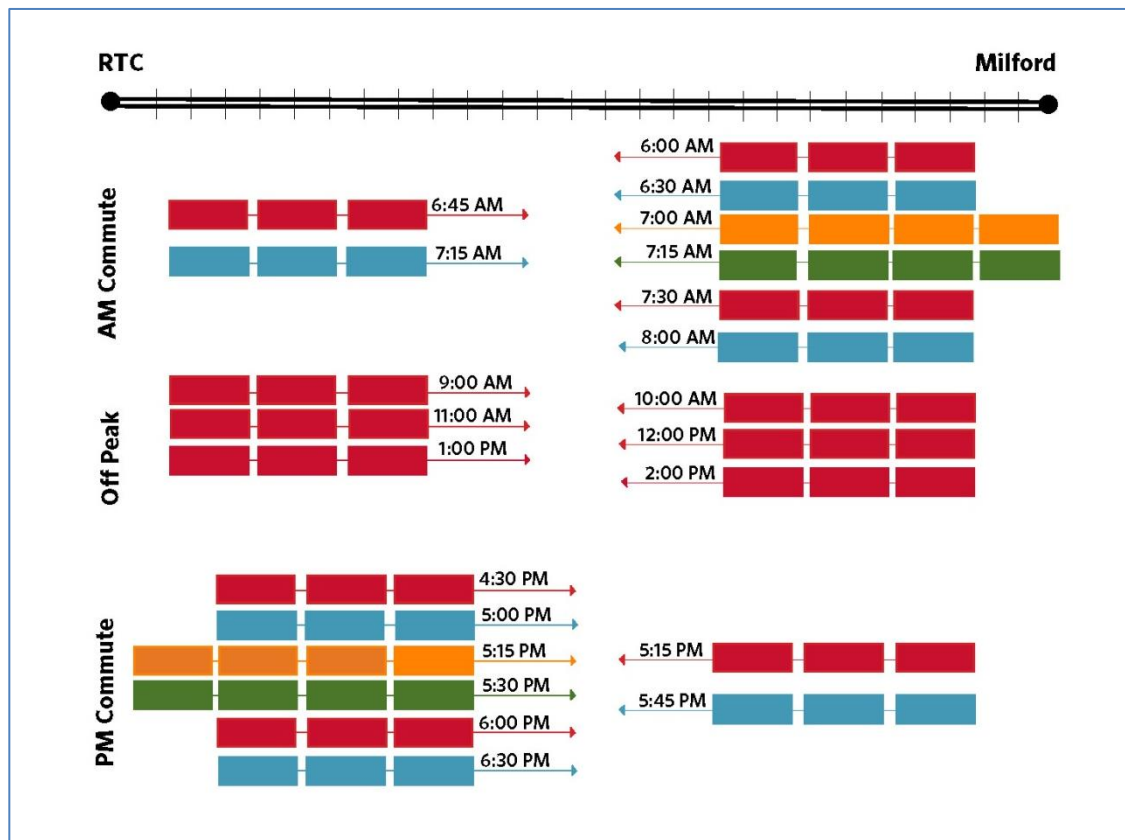 RTC
Milford
AM Commute
6:45 AM
7:15 AM
6:00 AM
6:30 AM
7:00 AM
7:15 AM
7:30 AM
8:00 AM
Off Peak
9:00 AM
11:00 AM
1:00 PM
10:00 AM
12:00 PM
2:00 PM
PM Commute
4:30 PM
5:00 PM
5:15 PM
5:30 PM
6:00 PM
6:30 PM
5:15 PM
5:45 PM